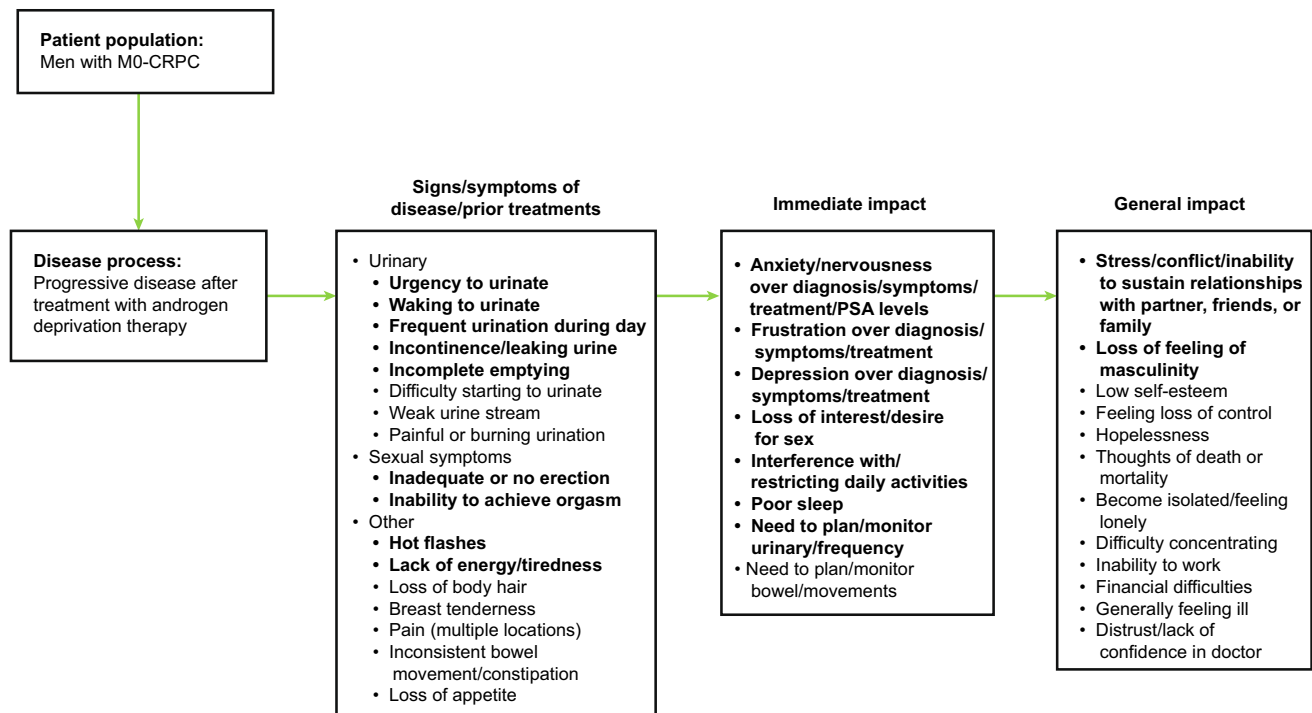 Patient population:
Men with M0-CRPC
Disease process:
Progressive disease after
treatment with androgen
deprivation therapy
Signs/symptoms of
disease/prior treatments
• Urinary
• Urgency to urinate
• Waking to urinate
• Frequent urination during day
• Incontinence/leaking urine
• Incomplete emptying
• Difficulty starting to urinate
• Weak urine stream
• Painful or burning urination
• Sexual symptoms
• Inadequate or no erection
• Inability to achieve orgasm
• Other
• Hot flashes
• Lack of energy/tiredness
• Loss of body hair
• Breast tenderness
• Pain (multiple locations)
• Inconsistent bowel
movement/constipation
• Loss of appetite
Immediate impact
• Anxiety/nervousness
over diagnosis/symptoms/
treatment/PSA levels
• Frustration over diagnosis/
symptoms/treatment
• Depression over diagnosis/
symptoms/treatment
• Loss of interest/desire
for sex
• Interference with/
restricting daily activities
• Poor sleep
• Need to plan/monitor
urinary/frequency
• Need to plan/monitor
bowel/movements
General impact
• Stress/conflict/inability
to sustain relationships
with partner, friends, or
family
• Loss of feeling of
masculinity
• Low self-esteem
• Feeling loss of control
• Hopelessness
• Thoughts of death or
mortality
• Become isolated/feeling
lonely
• Difficulty concentrating
• Inability to work
• Financial difficulties
• Generally feeling ill
• Distrust/lack of
confidence in doctor